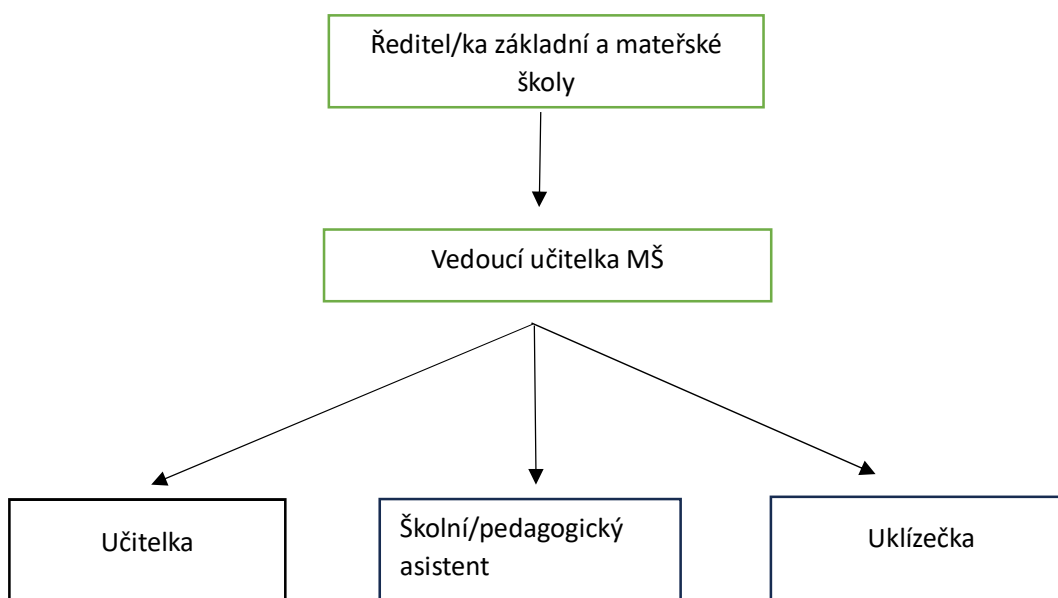 Ředitel/ka základní a mateřské
školy
Vedoucí učitelka MŠ
Učitelka
Školní/pedagogický
asistent
Uklízečka